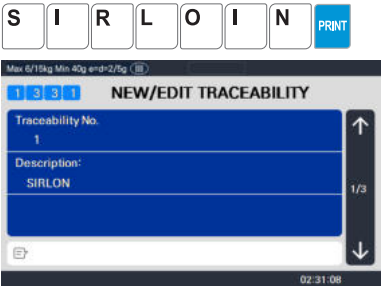 S I R L O I N PRINT
Max 6/15kg Min 40g e=d=2/5g (III)
1 3 3 1 NEW/EDIT TRACEABILITY
Traceability No.
1
Description:
SIRLON
1/3
02:31:08